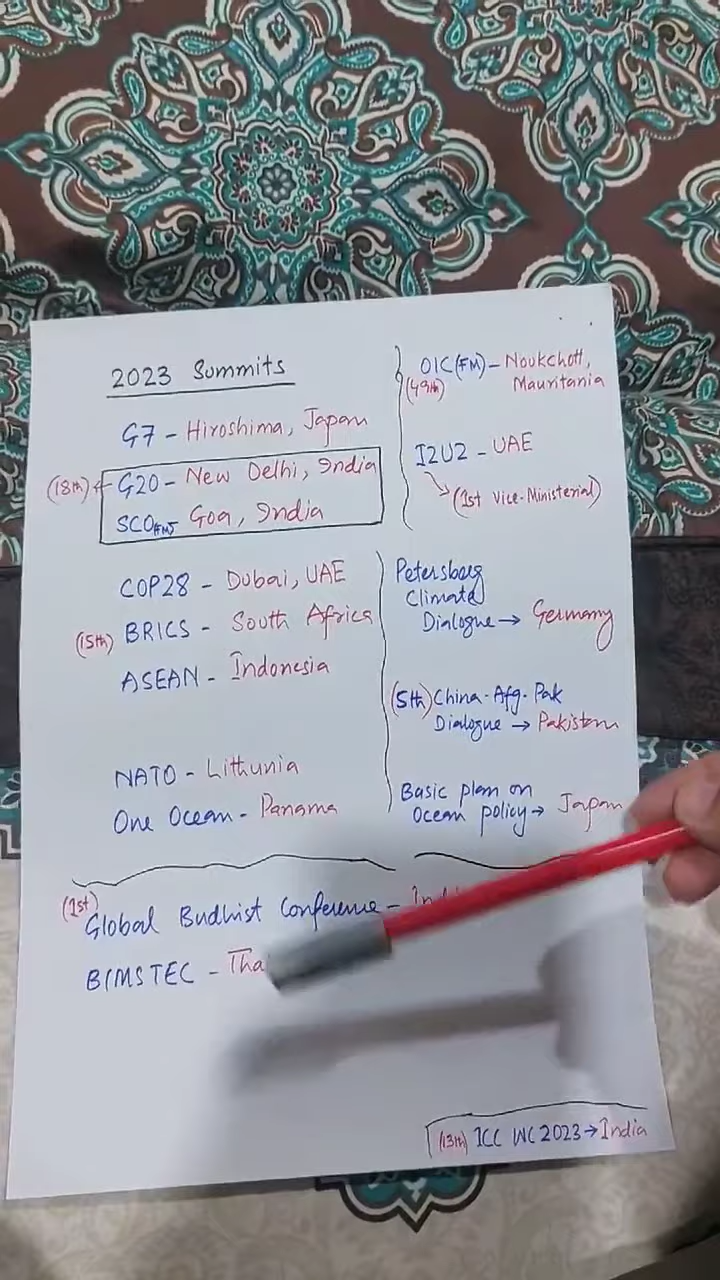 2023 Summits
G7 - Hiroshima, Japan
(18th) G20 - New Delhi, India
SCO(FM) Goa, India
COP28 - Dubai, UAE
(15th) BRICS - South Africa
ASEAN - Indonesia
NATO - Lithunia
One Ocean - Panama
OIC (FM) - Noukchott,
(49th) Mauritania
I2U2 - UAE
(1st Vice-Ministerial)
Petersberg
Climate
Dialogue → Germany
(5th) China-Afg-Pak
Dialogue → Pakistan
Basic plan on
Ocean policy → Japan
(1st)
Global Budhist Conference -
BIMSTEC -
(13th) ICC WC 2023 → India